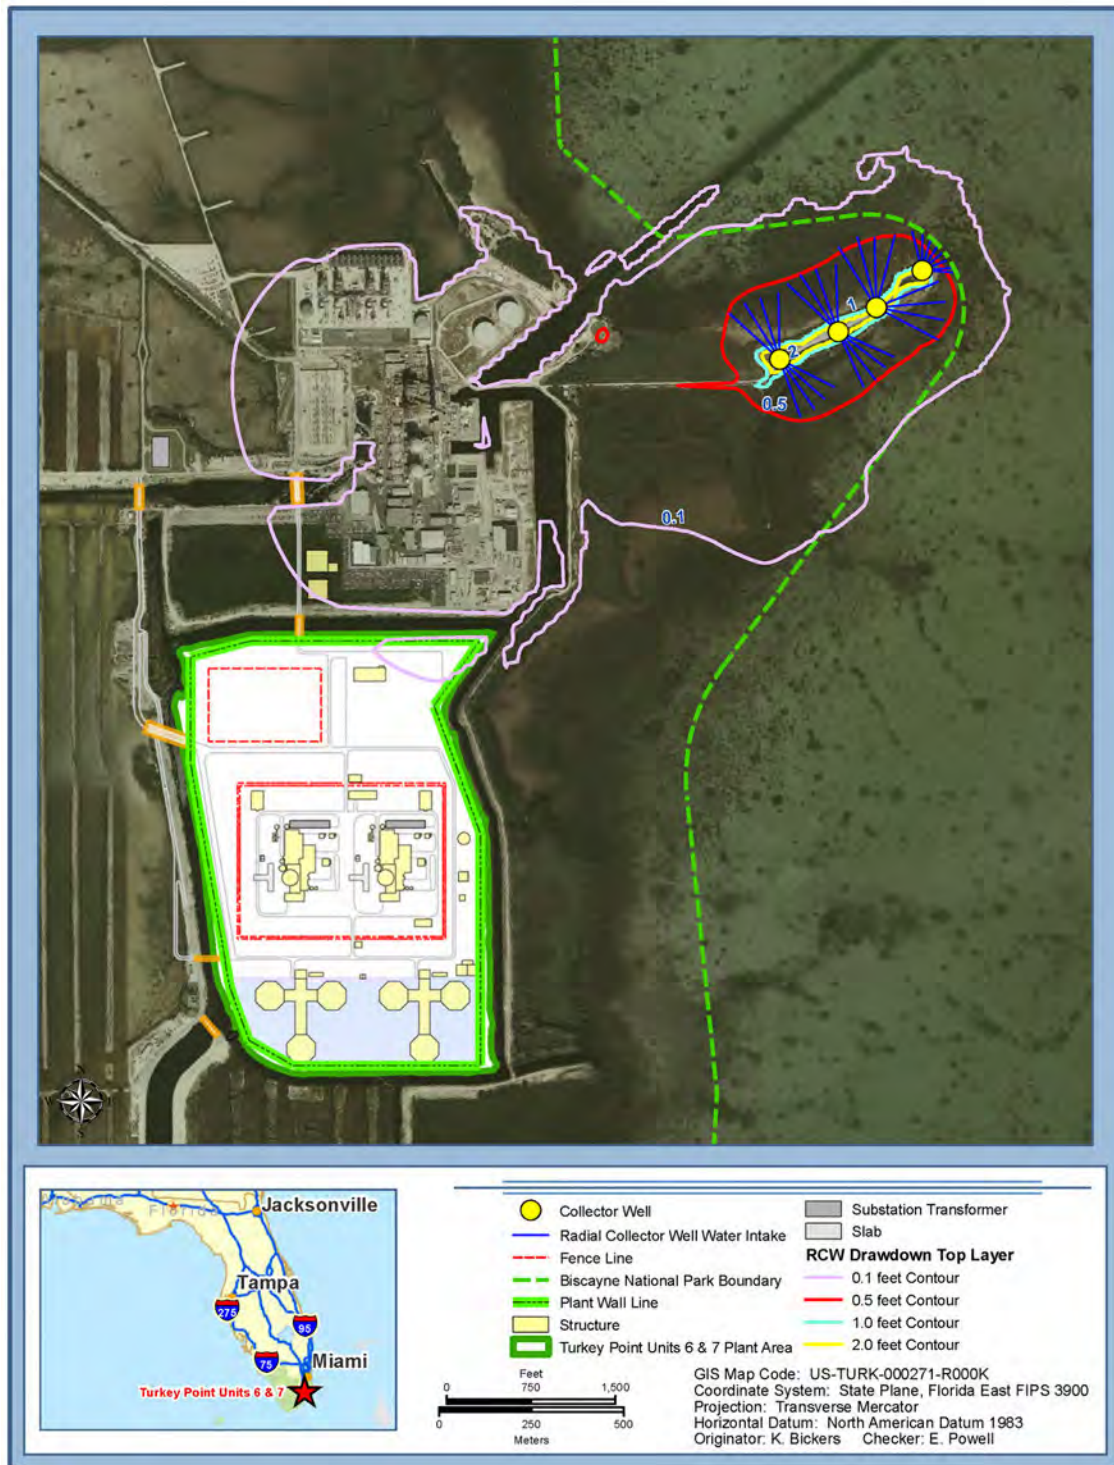 1
2
0.5
0.1
N
W
S
Alabama
Florida
Jacksonville
Tampa
275
95
75
Miami
Turkey Point Units 6 & 7
Collector Well
Radial Collector Well Water Intake
Fence Line
Biscayne National Park Boundary
Plant Wall Line
Structure
Turkey Point Units 6 & 7 Plant Area
Substation Transformer
Slab
RCW Drawdown Top Layer
0.1 feet Contour
0.5 feet Contour
1.0 feet Contour
2.0 feet Contour
Feet
0 750 1,500
0 250 500
Meters
GIS Map Code: US-TURK-000271-R000K
Coordinate System: State Plane, Florida East FIPS 3900
Projection: Transverse Mercator
Horizontal Datum: North American Datum 1983
Originator: K. Bickers Checker: E. Powell